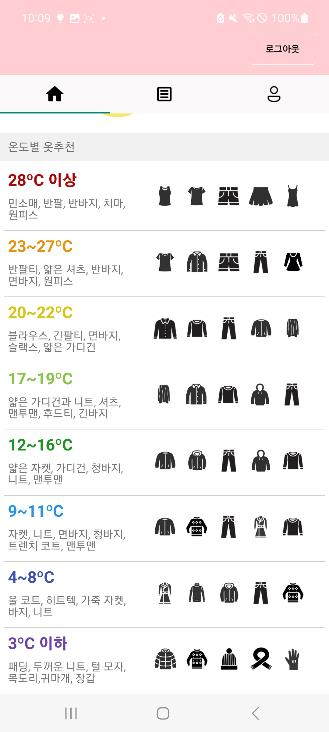 10:09
100%
로그아웃
온도별 옷추천
28°C 이상
민소매, 반팔, 반바지, 치마,
원피스
23~27°C
반팔티, 얇은 셔츠, 반바지,
면바지, 원피스
20~22°C
블라우스, 긴팔티, 면바지,
슬랙스, 얇은 가디건
17~19°C
얇은 가디건과 니트, 셔츠,
맨투맨, 후드티, 긴바지
12~16°C
얇은 자켓, 가디건, 청바지,
니트, 맨투맨
9~11°C
자켓, 니트, 면바지, 청바지,
트렌치 코트, 맨투맨
4~8°C
울 코트, 히트텍, 가죽 자켓,
바지, 니트
3°C 이하
패딩, 두꺼운 니트, 털 모자,
목도리,귀마개, 장갑